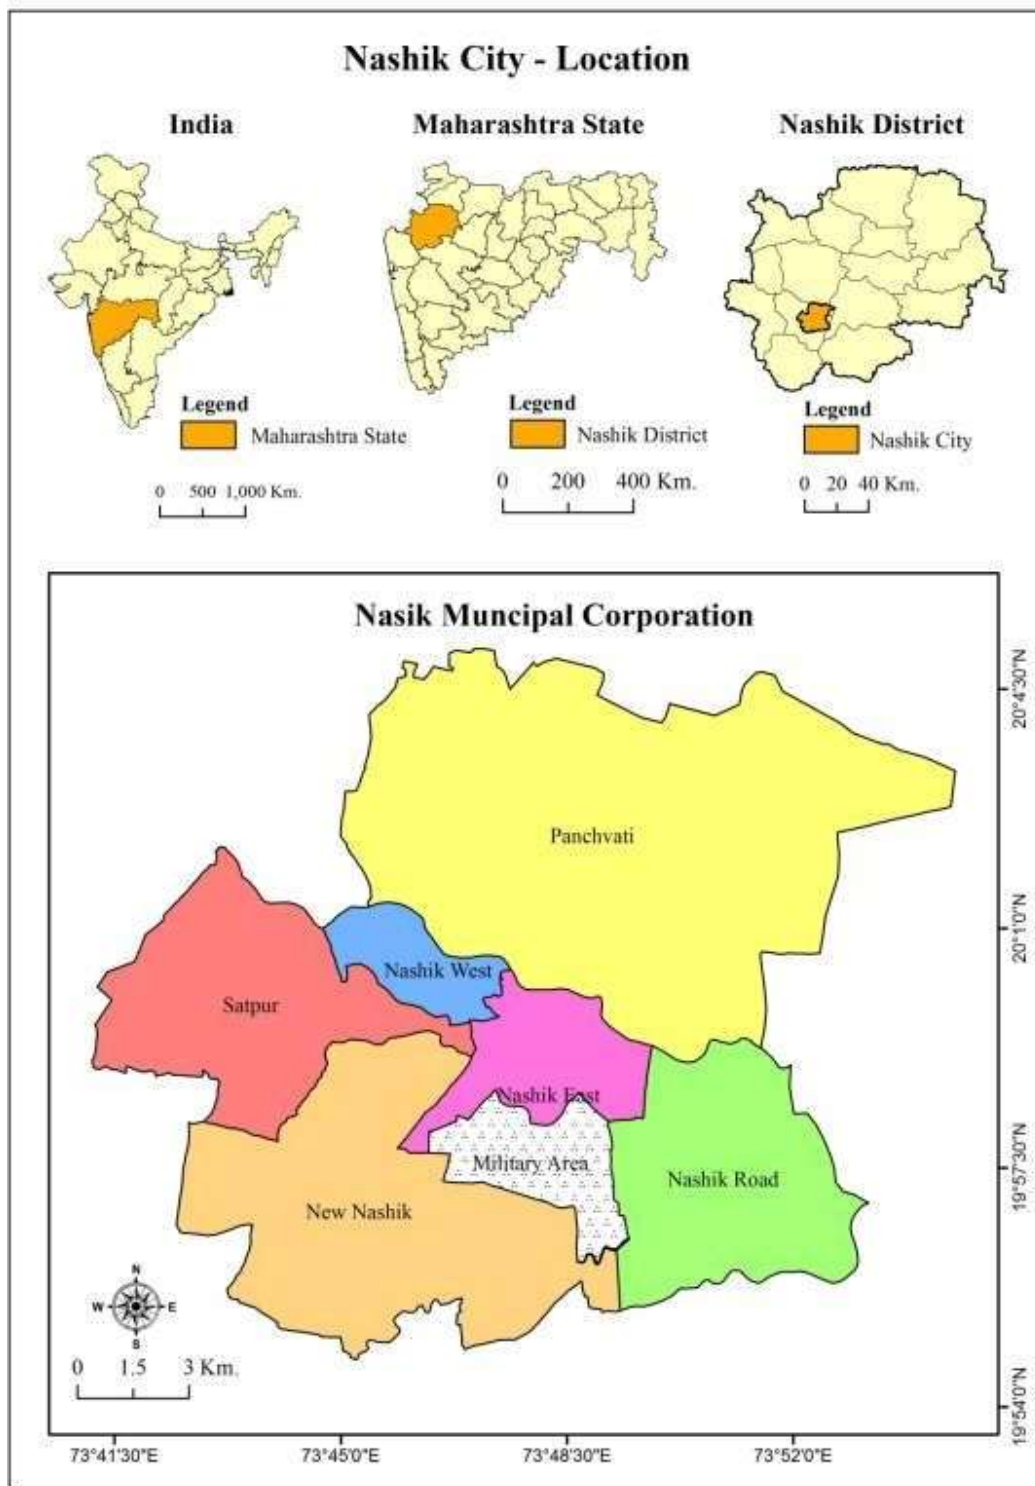 Nashik City - Location
India
Maharashtra State
Nashik District
Legend
Maharashtra State
0 500 1,000 Km.
Legend
Nashik District
0 200 400 Km.
Legend
Nashik City
0 20 40 Km.
Nasik Muncipal Corporation
Panchvati
Nashik West
Satpur
Nashik East
Military Area
Nashik Road
New Nashik
N
W E
S
0 1.5 3 Km.
20°4'30"N
20°1'0"N
19°57'30"N
19°54'0"N
73°41'30"E 73°45'0"E 73°48'30"E 73°52'0"E